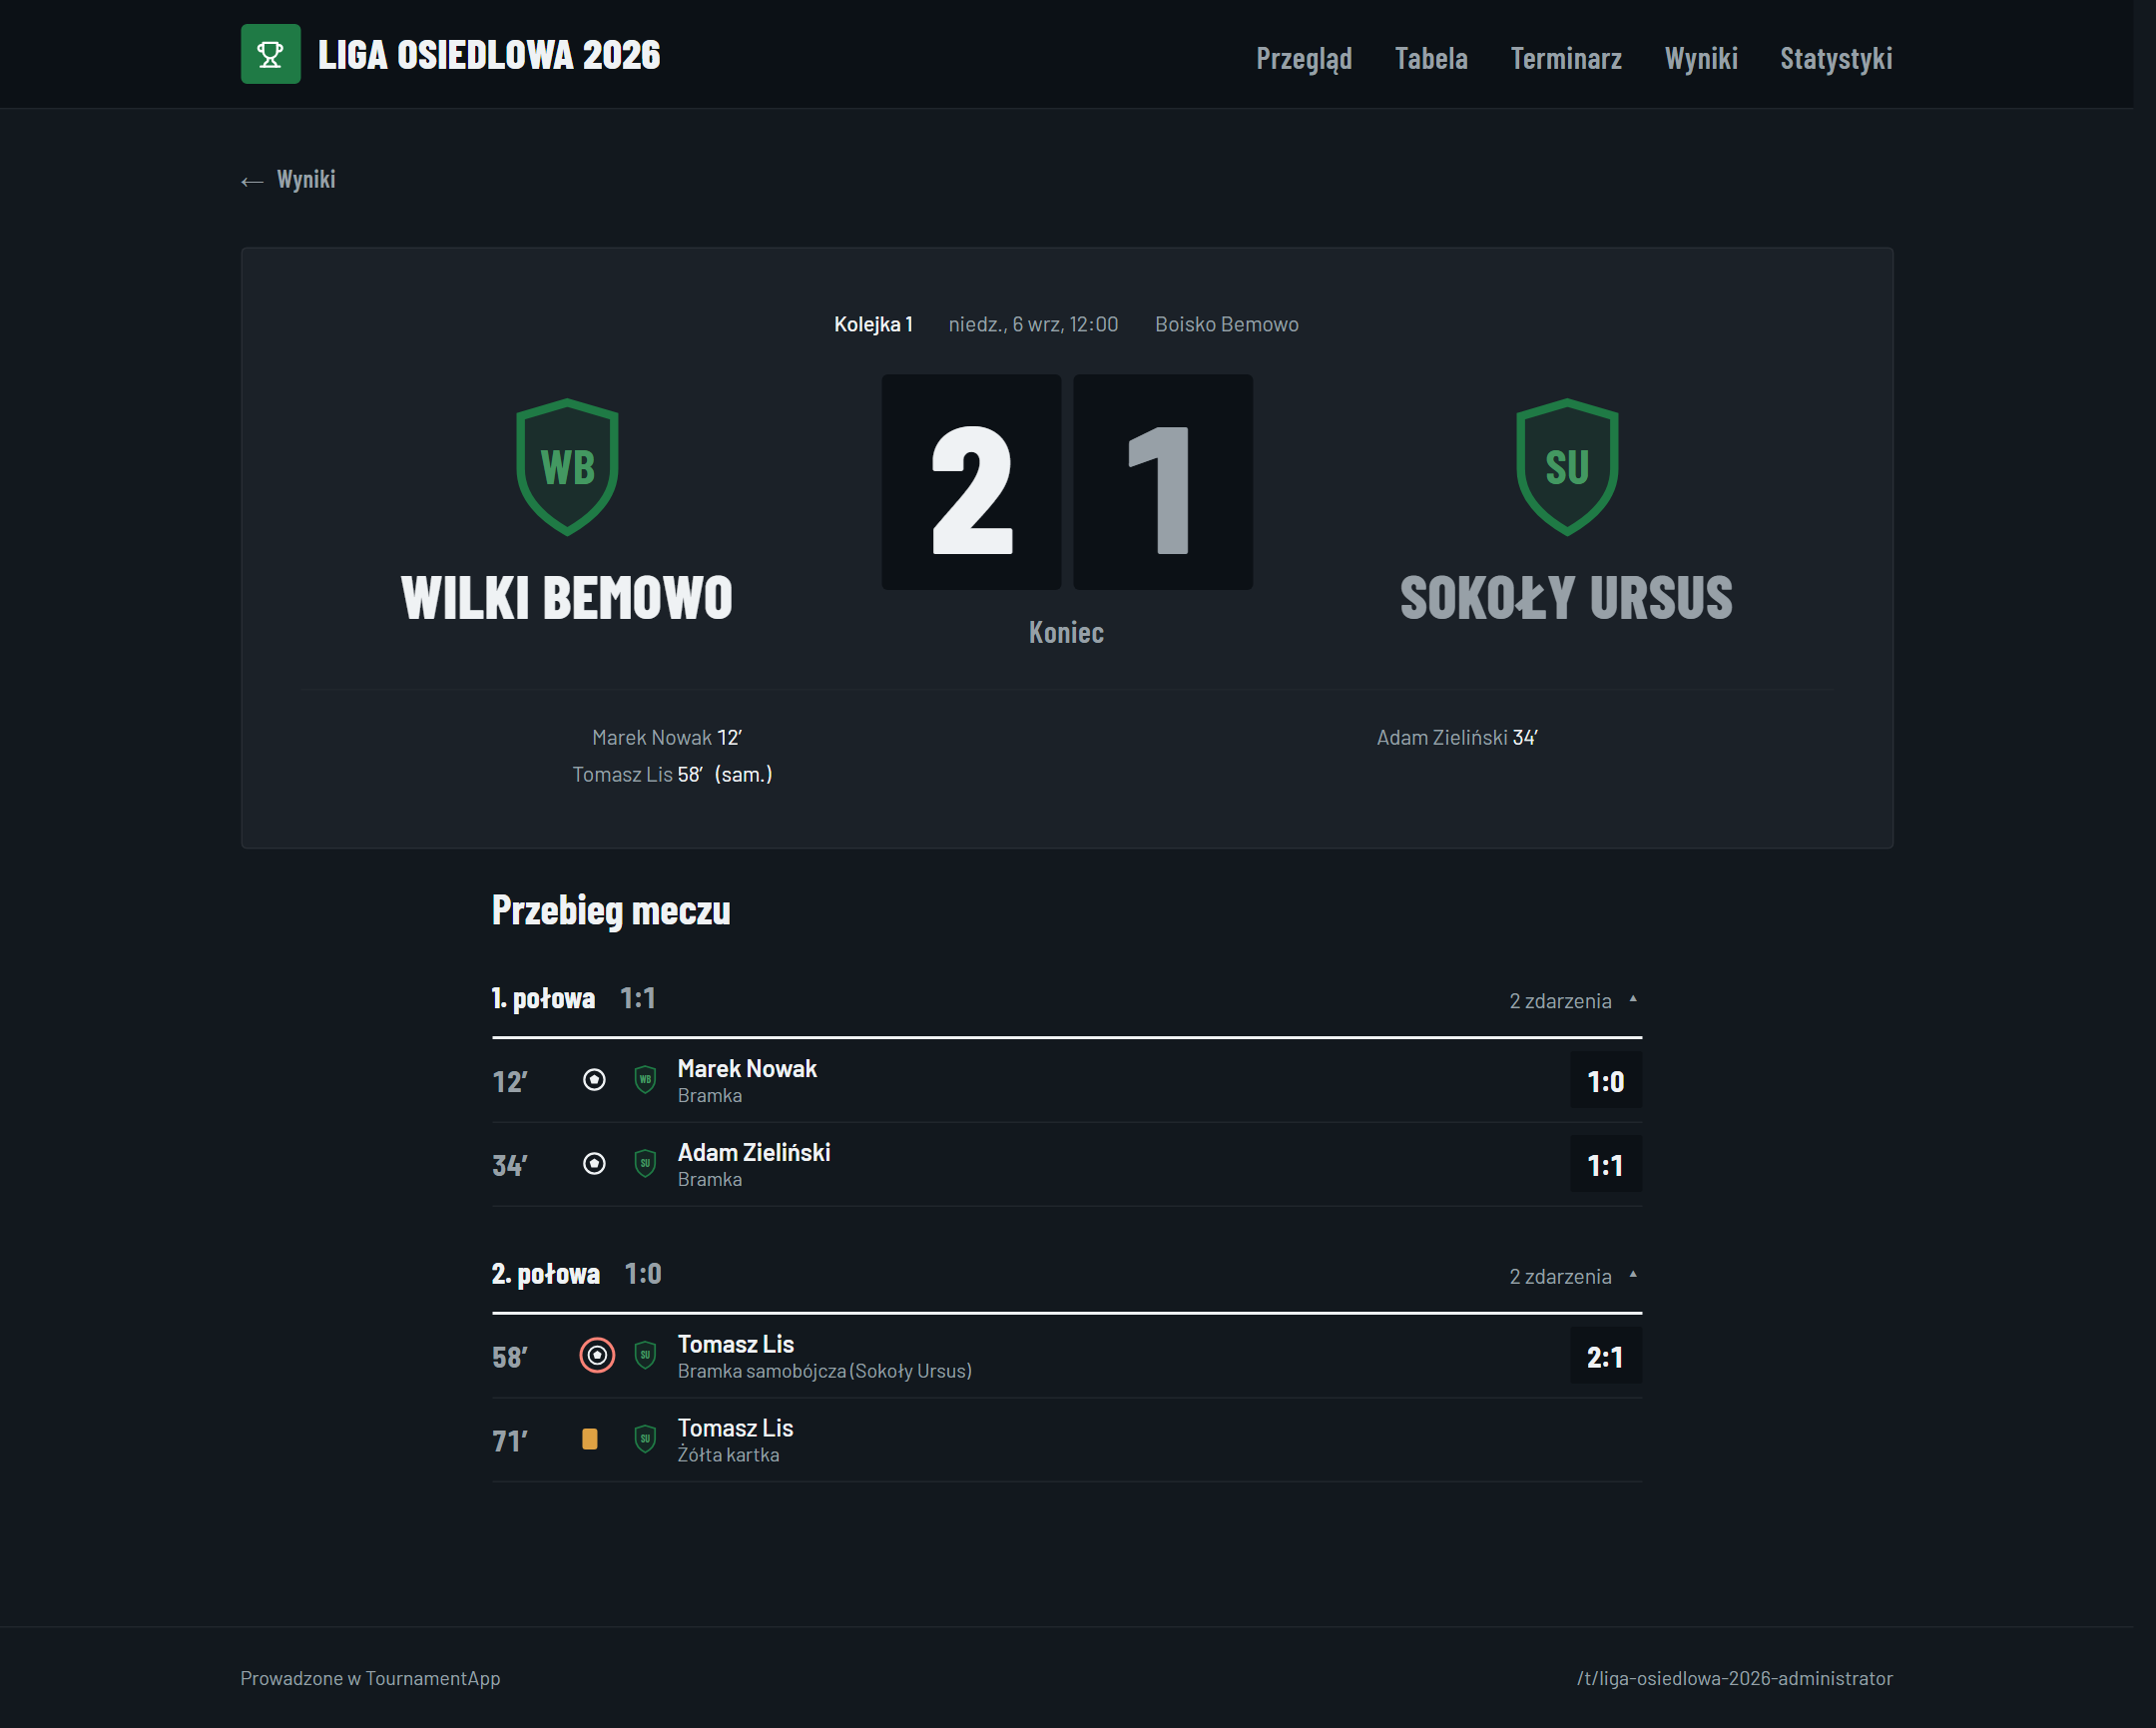 LIGA OSIEDLOWA 2026
Przegląd Tabela Terminarz Wyniki Statystyki
← Wyniki
Kolejka 1 niedz., 6 wrz, 12:00 Boisko Bemowo
WB 2 1 SU
WILKI BEMOWO SOKOŁY URSUS
Koniec
Marek Nowak 12′ Adam Zieliński 34′
Tomasz Lis 58′ (sam.)
Przebieg meczu
1. połowa 1:1 2 zdarzenia ▲
12′ WB Marek Nowak 1:0
Bramka
34′ SU Adam Zieliński 1:1
Bramka
2. połowa 1:0 2 zdarzenia ▲
58′ SU Tomasz Lis 2:1
Bramka samobójcza (Sokoły Ursus)
71′ SU Tomasz Lis
Żółta kartka
Prowadzone w TournamentApp /t/liga-osiedlowa-2026-administrator